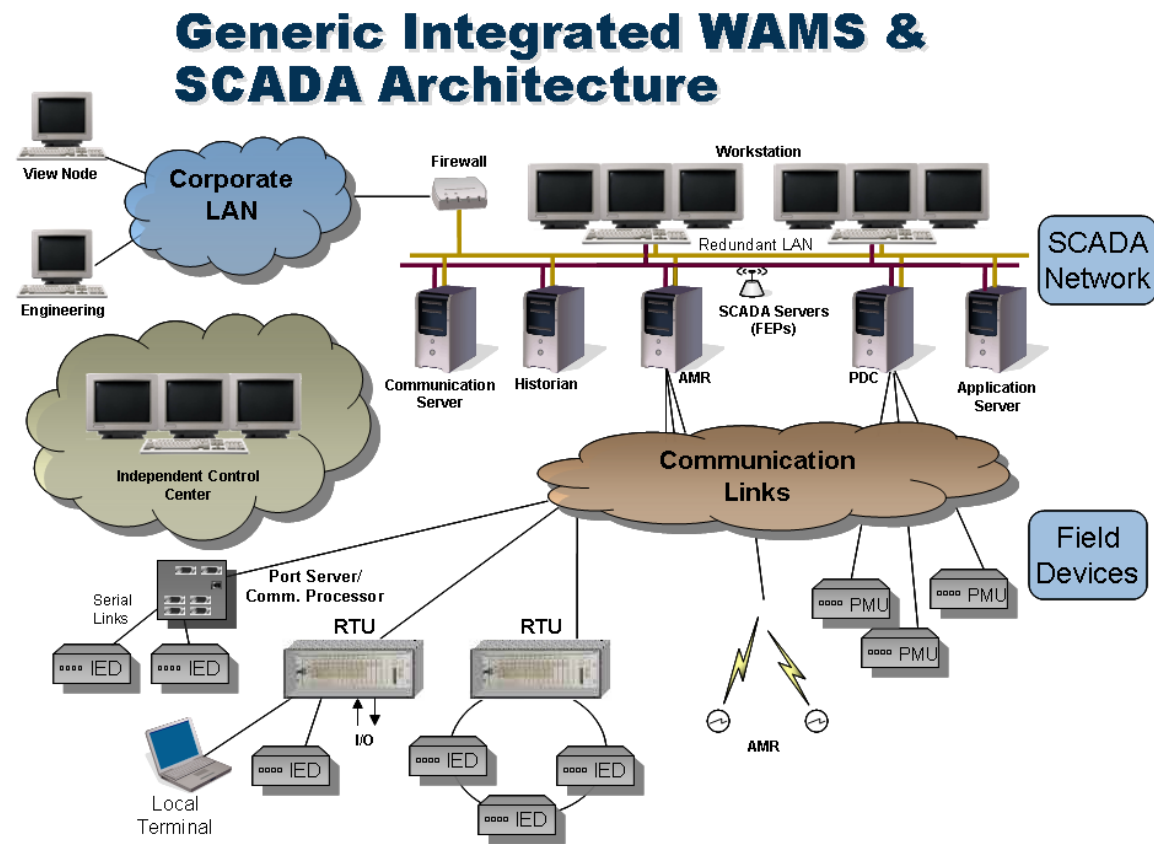 Generic Integrated WAMS &
SCADA Architecture
View Node
Corporate
LAN
Engineering
Firewall
Workstation
Redundant LAN
SCADA
Network
SCADA Servers
(FEPs)
Communication
Server
Historian
AMR
PDC
Application
Server
Independent Control
Center
Communication
Links
Field
Devices
Port Server/
Comm. Processor
Serial
Links
IED
IED
RTU
RTU
I/O
IED
Local
Terminal
IED
IED
IED
AMR
PMU
PMU
PMU